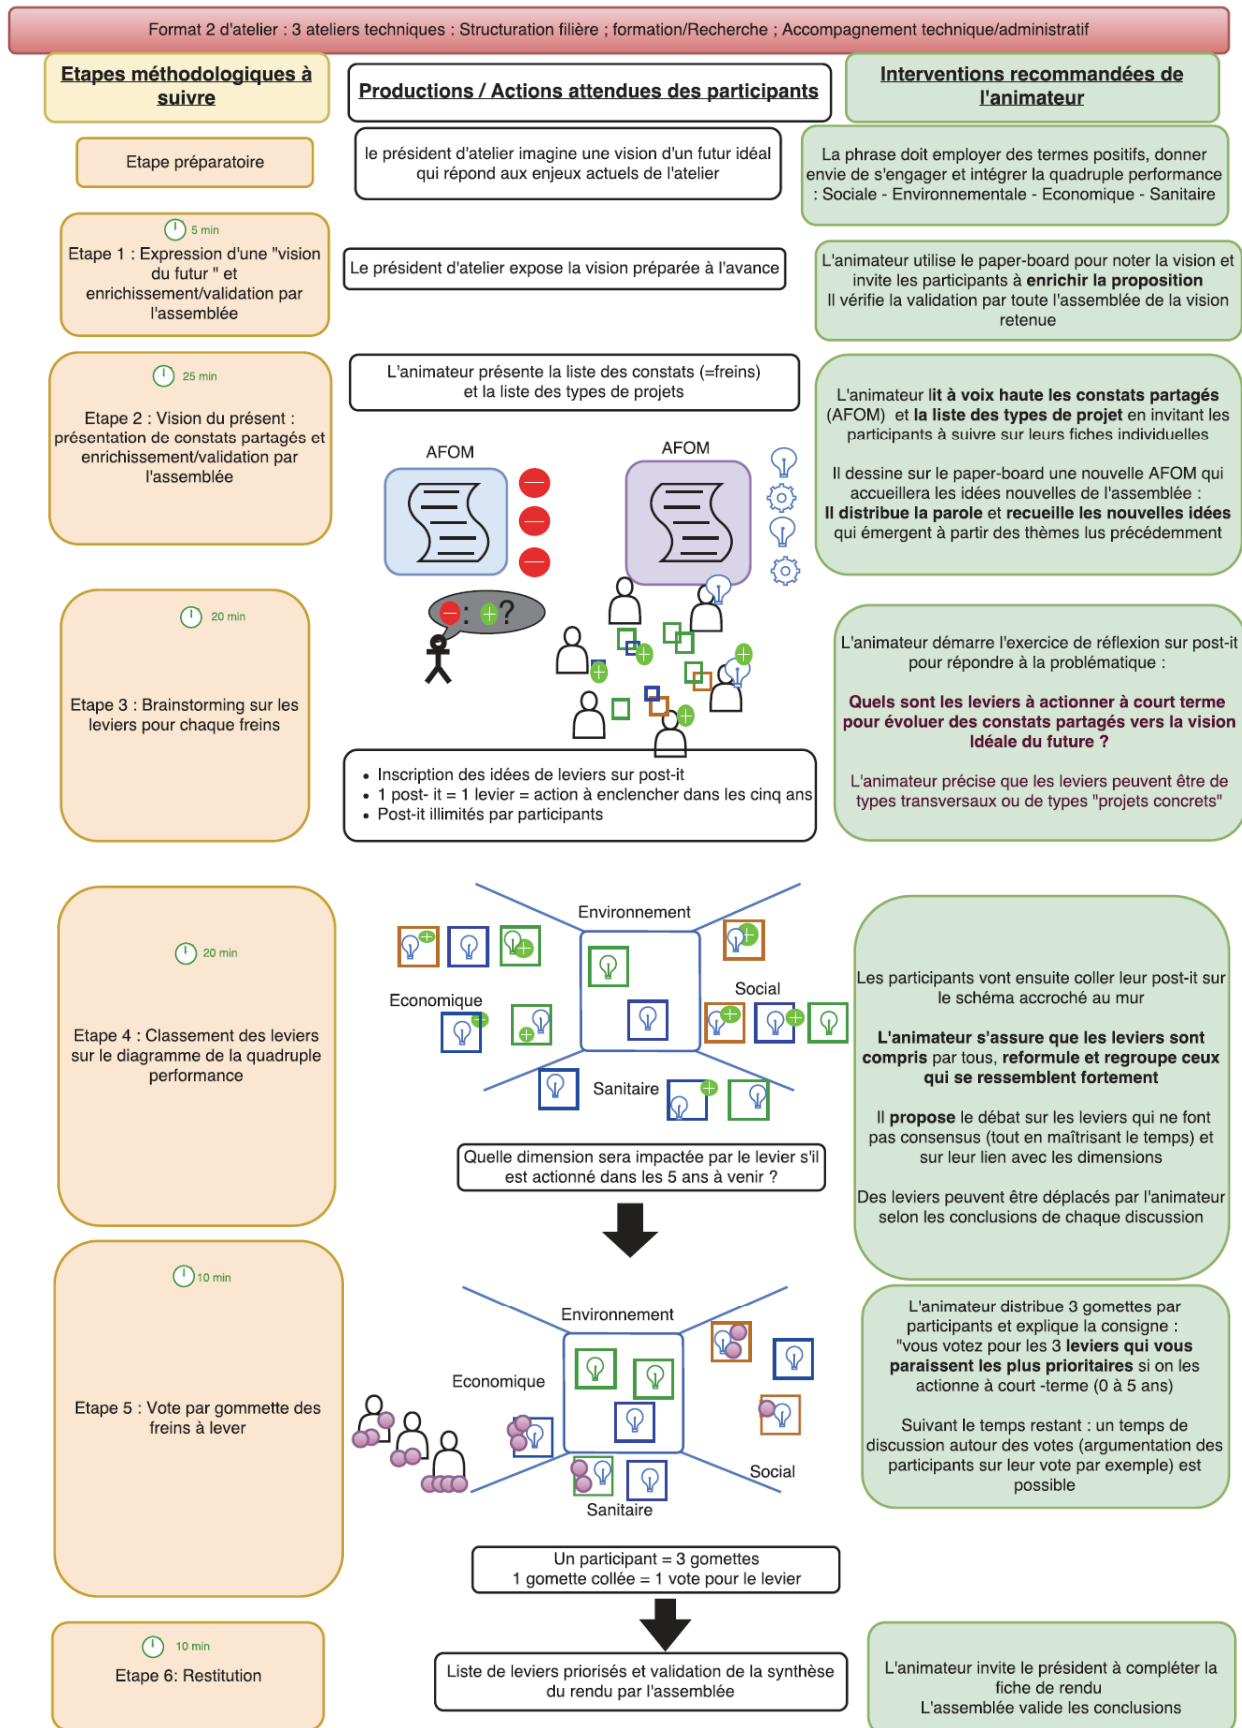 Format 2 d'atelier : 3 ateliers techniques : Structuration filière ; formation/Recherche ; Accompagnement technique/administratif
Etapes méthodologiques à
suivre
Productions / Actions attendues des participants
Interventions recommandées de
l'animateur
Etape préparatoire
le président d'atelier imagine une vision d'un futur idéal
qui répond aux enjeux actuels de l'atelier
La phrase doit employer des termes positifs, donner
envie de s'engager et intégrer la quadruple performance
: Sociale - Environnementale - Economique - Sanitaire
5 min
Etape 1 : Expression d'une "vision
du futur " et
enrichissement/validation par
l'assemblée
Le président d'atelier expose la vision préparée à l'avance
L'animateur utilise le paper-board pour noter la vision et
invite les participants à enrichir la proposition
Il vérifie la validation par toute l'assemblée de la vision
retenue
25 min
Etape 2 : Vision du présent :
présentation de constats partagés et
enrichissement/validation par
l'assemblée
L'animateur présente la liste des constats (=freins)
et la liste des types de projets
AFOM
AFOM
L'animateur lit à voix haute les constats partagés
(AFOM) et la liste des types de projet en invitant les
participants à suivre sur leurs fiches individuelles
Il dessine sur le paper-board une nouvelle AFOM qui
accueillera les idées nouvelles de l'assemblée :
Il distribue la parole et recueille les nouvelles idées
qui émergent à partir des thèmes lus précédemment
20 min
Etape 3 : Brainstorming sur les
leviers pour chaque freins
: ?
• Inscription des idées de leviers sur post-it
• 1 post- it = 1 levier = action à enclencher dans les cinq ans
• Post-it illimités par participants
L'animateur démarre l'exercice de réflexion sur post-it
pour répondre à la problématique :
Quels sont les leviers à actionner à court terme
pour évoluer des constats partagés vers la vision
Idéale du future ?
L'animateur précise que les leviers peuvent être de
types transversaux ou de types "projets concrets"
20 min
Etape 4 : Classement des leviers
sur le diagramme de la quadruple
performance
Environnement
Economique
Social
Sanitaire
Quelle dimension sera impactée par le levier s'il
est actionné dans les 5 ans à venir ?
Les participants vont ensuite coller leur post-it sur
le schéma accroché au mur
L'animateur s'assure que les leviers sont
compris par tous, reformule et regroupe ceux
qui se ressemblent fortement
Il propose le débat sur les leviers qui ne font
pas consensus (tout en maîtrisant le temps) et
sur leur lien avec les dimensions
Des leviers peuvent être déplacés par l'animateur
selon les conclusions de chaque discussion
10 min
Etape 5 : Vote par gommette des
freins à lever
Environnement
Economique
Social
Sanitaire
Un participant = 3 gomettes
1 gomette collée = 1 vote pour le levier
L'animateur distribue 3 gomettes par
participants et explique la consigne :
"vous votez pour les 3 leviers qui vous
paraissent les plus prioritaires si on les
actionne à court -terme (0 à 5 ans)
Suivant le temps restant : un temps de
discussion autour des votes (argumentation des
participants sur leur vote par exemple) est
possible
10 min
Etape 6: Restitution
Liste de leviers priorisés et validation de la synthèse
du rendu par l'assemblée
L'animateur invite le président à compléter la
fiche de rendu
L'assemblée valide les conclusions